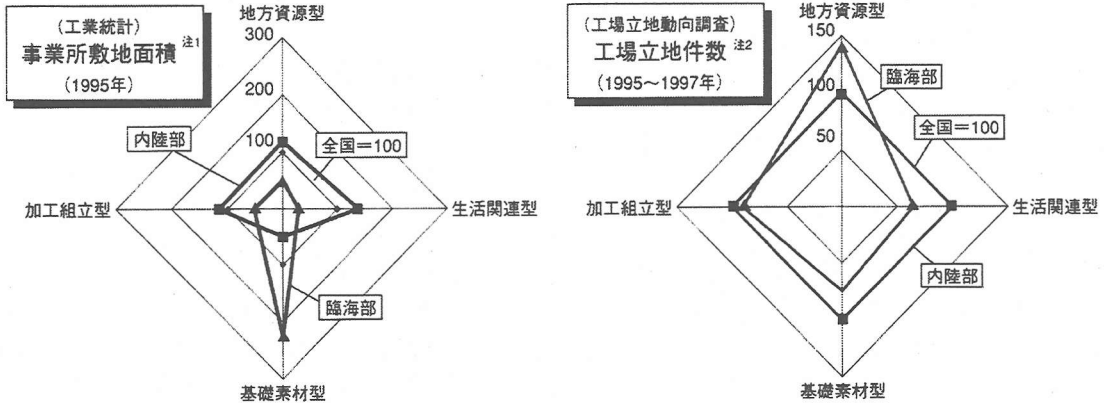 （工業統計）
事業所敷地面積 注1
（1995年）
地方資源型
300
200
100
内陸部
全国＝100
加工組立型
生活関連型
臨海部
基礎素材型
（工場立地動向調査）
工場立地件数 注2
（1995～1997年）
地方資源型
150
100
50
臨海部
全国＝100
加工組立型
生活関連型
内陸部
基礎素材型